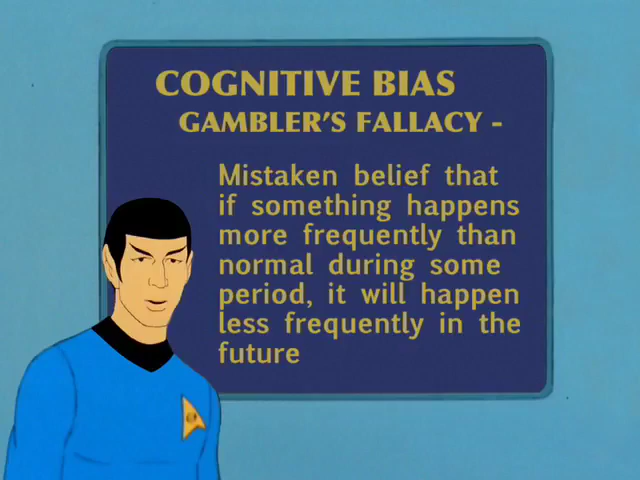 COGNITIVE BIAS
GAMBLER'S FALLACY -
Mistaken belief that
if something happens
more frequently than
normal during some
period, it will happen
less frequently in the
future